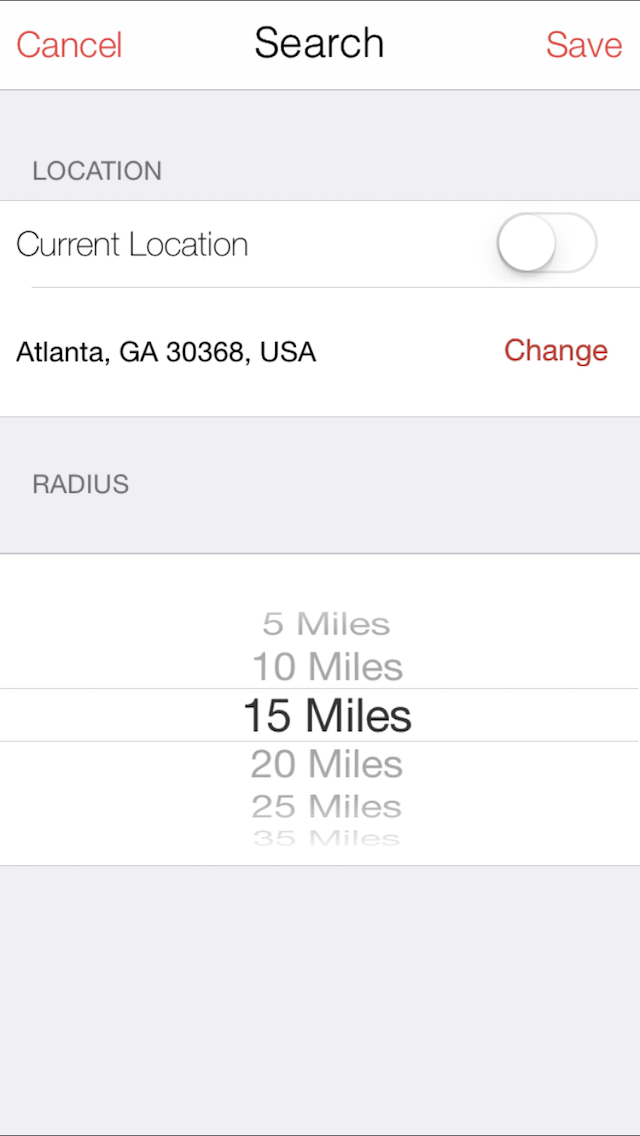 Cancel Search Save
LOCATION
Current Location
Atlanta, GA 30368, USA Change
RADIUS
5 Miles
10 Miles
15 Miles
20 Miles
25 Miles
35 Miles